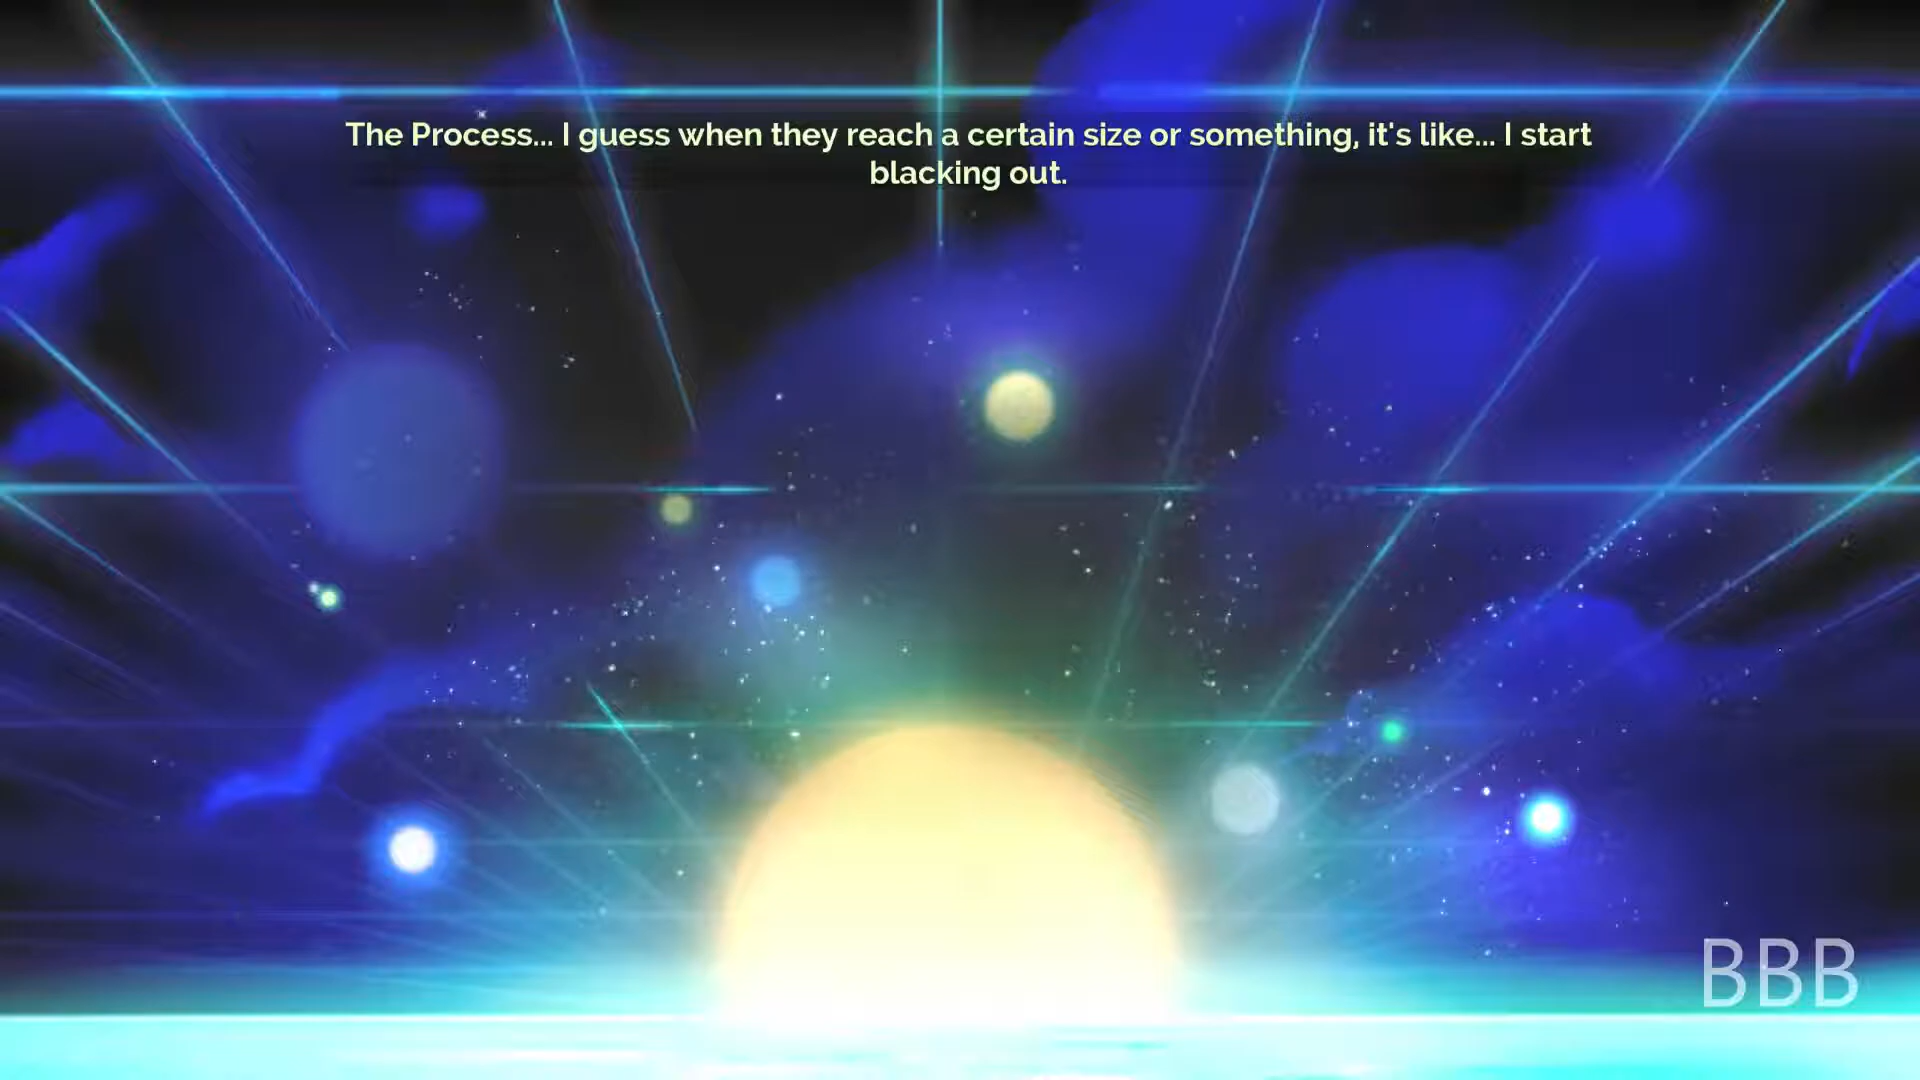 The Process... I guess when they reach a certain size or something, it's like... I start
blacking out.
BBB